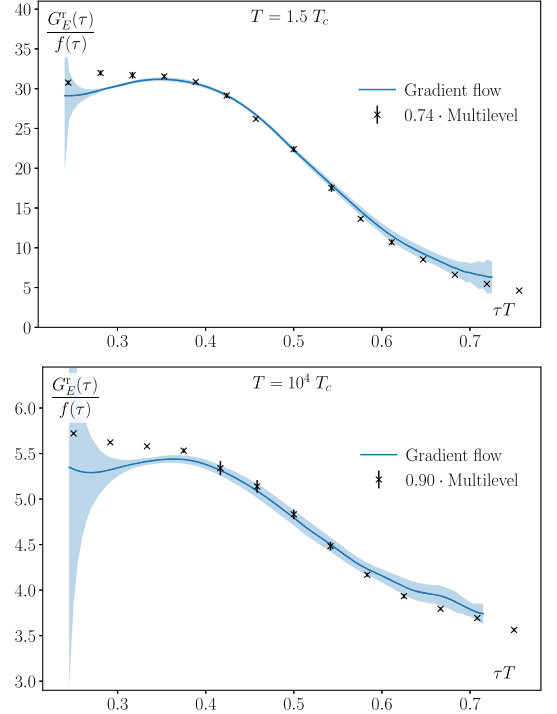 T = 1.5 T_c
G_E^r(τ)
f(τ)
Gradient flow
0.74 · Multilevel
τT
40
35
30
25
20
15
10
5
0
0.3 0.4 0.5 0.6 0.7
T = 10^4 T_c
G_E^r(τ)
f(τ)
Gradient flow
0.90 · Multilevel
τT
6.0
5.5
5.0
4.5
4.0
3.5
3.0
0.3 0.4 0.5 0.6 0.7